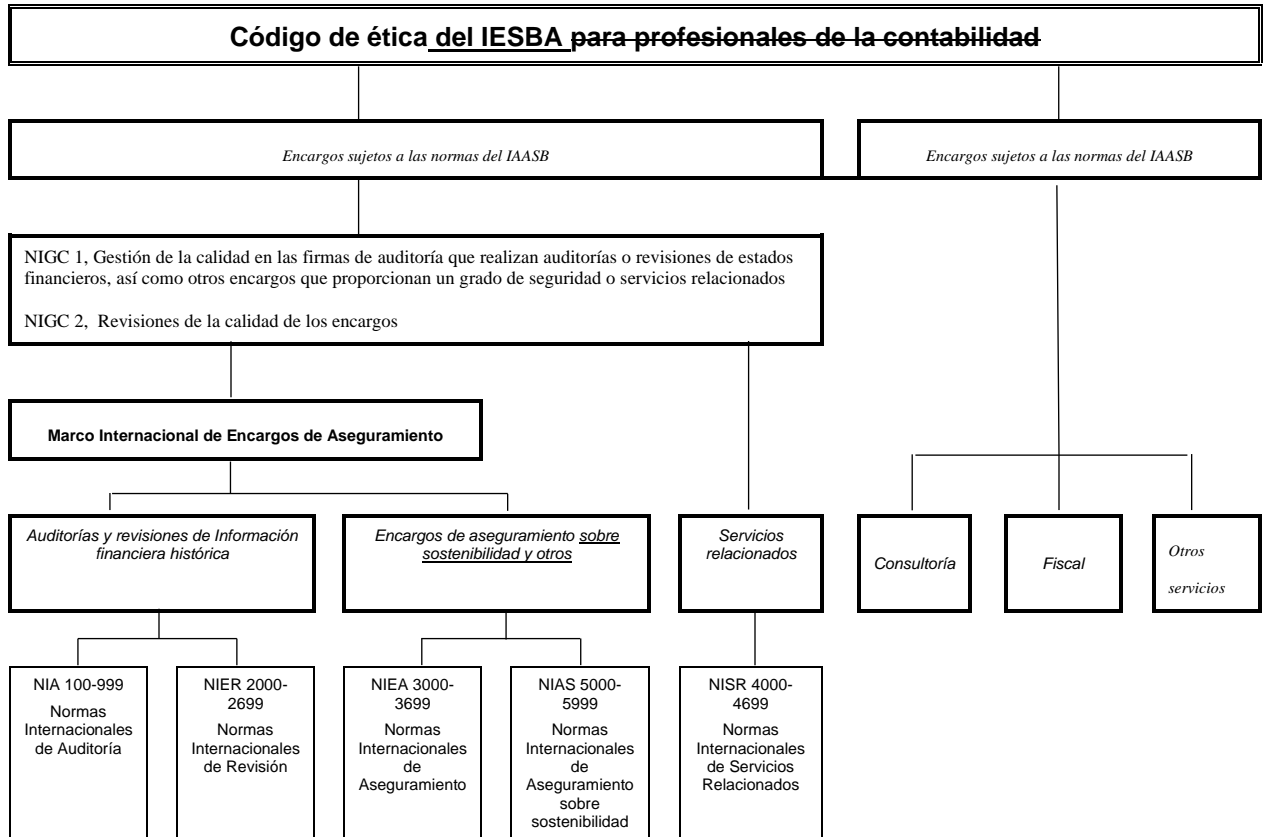 Código de ética del IESBA para profesionales de la contabilidad
Encargos sujetos a las normas del IAASB
Encargos sujetos a las normas del IAASB
NIGC 1, Gestión de la calidad en las firmas de auditoría que realizan auditorías o revisiones de estados
financieros, así como otros encargos que proporcionan un grado de seguridad o servicios relacionados
NIGC 2, Revisiones de la calidad de los encargos
Marco Internacional de Encargos de Aseguramiento
Auditorías y revisiones de Información
financiera histórica
Encargos de aseguramiento sobre
sostenibilidad y otros
Servicios
relacionados
Consultoría
Fiscal
Otros
servicios
NIA 100-999
Normas
Internacionales
de Auditoría
NIER 2000-
2699
Normas
Internacionales
de Revisión
NIEA 3000-
3699
Normas
Internacionales
de
Aseguramiento
NIAS 5000-
5999
Normas
Internacionales
de
Aseguramiento
sobre
sostenibilidad
NISR 4000-
4699
Normas
Internacionales
de Servicios
Relacionados